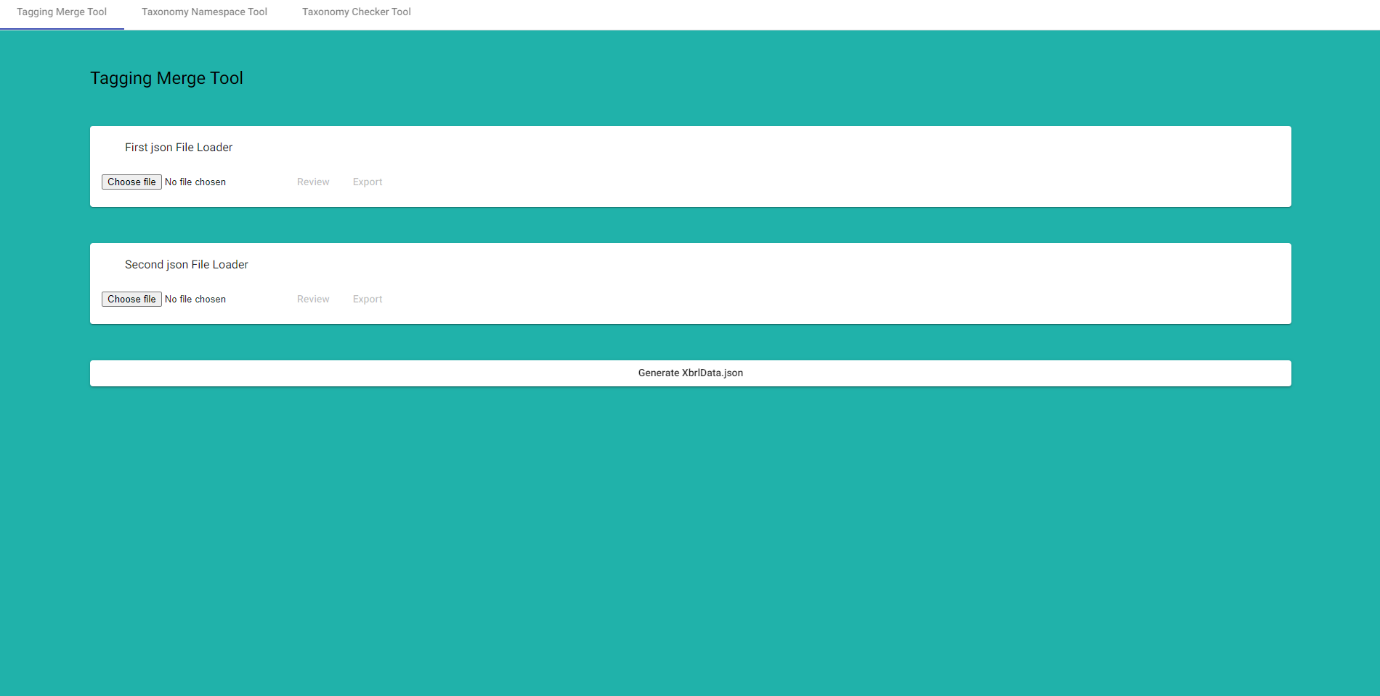 Tagging Merge Tool Taxonomy Namespace Tool Taxonomy Checker Tool
Tagging Merge Tool
First json File Loader
Choose file No file chosen Review Export
Second json File Loader
Choose file No file chosen Review Export
Generate XbrlData.json